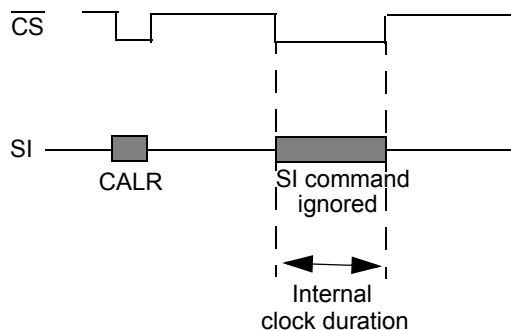 CS
SI
CALR
SI command
ignored
Internal
clock duration